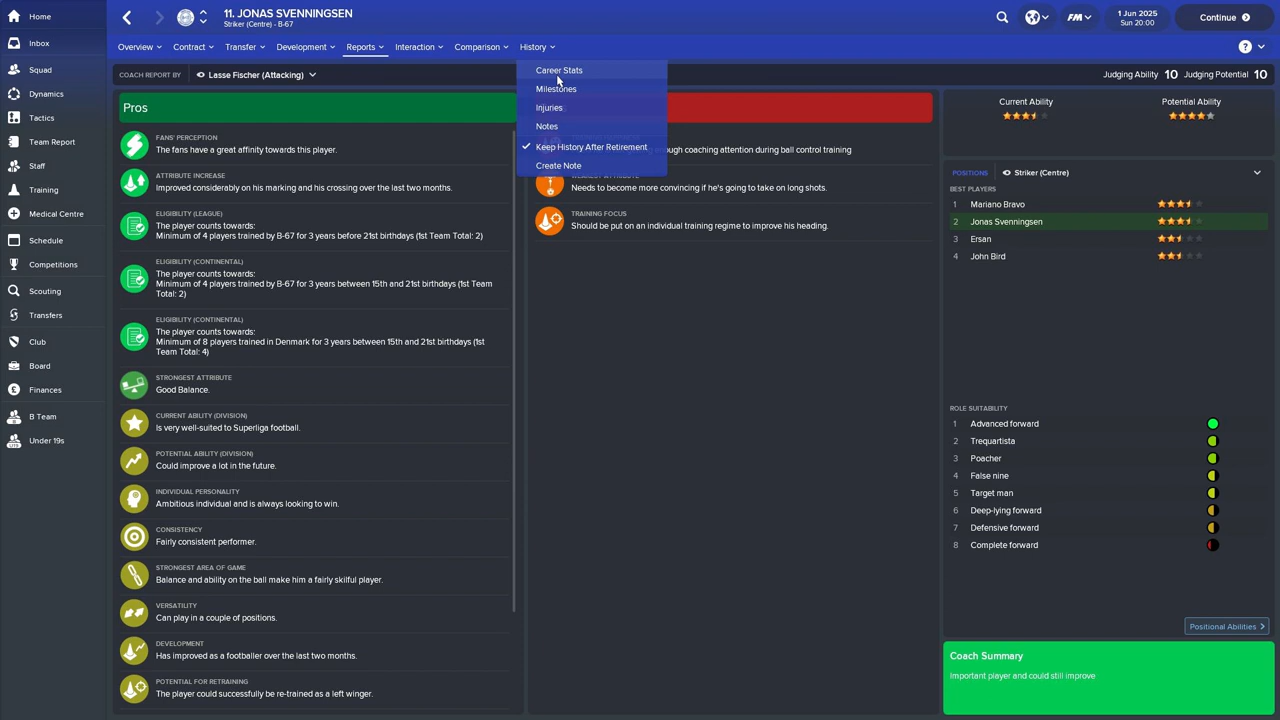 Home
Inbox
Squad
Dynamics
Tactics
Team Report
Staff
Training
Medical Centre
Schedule
Competitions
Scouting
Transfers
Club
Board
Finances
B Team
Under 19s
11. JONAS SVENNINGSEN
Striker (Centre) - B-67
FM
1 Jun 2025
Sun 20:00
Continue
Overview
Contract
Transfer
Development
Reports
Interaction
Comparison
History
?
COACH REPORT BY
Lasse Fischer (Attacking)
Judging Ability 10 Judging Potential 10
Career Stats
Milestones
Injuries
Notes
Keep History After Retirement
Create Note
Pros
FANS' PERCEPTION
The fans have a great affinity towards this player.
ATTRIBUTE INCREASE
Improved considerably on his marking and his crossing over the last two months.
ELIGIBILITY (LEAGUE)
The player counts towards:
Minimum of 4 players trained by B-67 for 3 years before 21st birthdays (1st Team Total: 2)
ELIGIBILITY (CONTINENTAL)
The player counts towards:
Minimum of 4 players trained by B-67 for 3 years between 15th and 21st birthdays (1st
Team Total: 2)
ELIGIBILITY (CONTINENTAL)
The player counts towards:
Minimum of 8 players trained in Denmark for 3 years between 15th and 21st birthdays (1st
Team Total: 4)
STRONGEST ATTRIBUTE
Good Balance.
CURRENT ABILITY (DIVISION)
Is very well-suited to Superliga football.
POTENTIAL ABILITY (DIVISION)
Could improve a lot in the future.
INDIVIDUAL PERSONALITY
Ambitious individual and is always looking to win.
CONSISTENCY
Fairly consistent performer.
STRONGEST AREA OF GAME
Balance and ability on the ball make him a fairly skilful player.
VERSATILITY
Can play in a couple of positions.
DEVELOPMENT
Has improved as a footballer over the last two months.
POTENTIAL FOR RETRAINING
The player could successfully be re-trained as a left winger.
enough coaching attention during ball control training
Needs to become more convincing if he's going to take on long shots.
TRAINING FOCUS
Should be put on an individual training regime to improve his heading.
Current Ability
Potential Ability
POSITIONS
Striker (Centre)
BEST PLAYERS
1 Mariano Bravo
2 Jonas Svenningsen
3 Ersan
4 John Bird
ROLE SUITABILITY
1 Advanced forward
2 Trequartista
3 Poacher
4 False nine
5 Target man
6 Deep-lying forward
7 Defensive forward
8 Complete forward
Positional Abilities
Coach Summary
Important player and could still improve